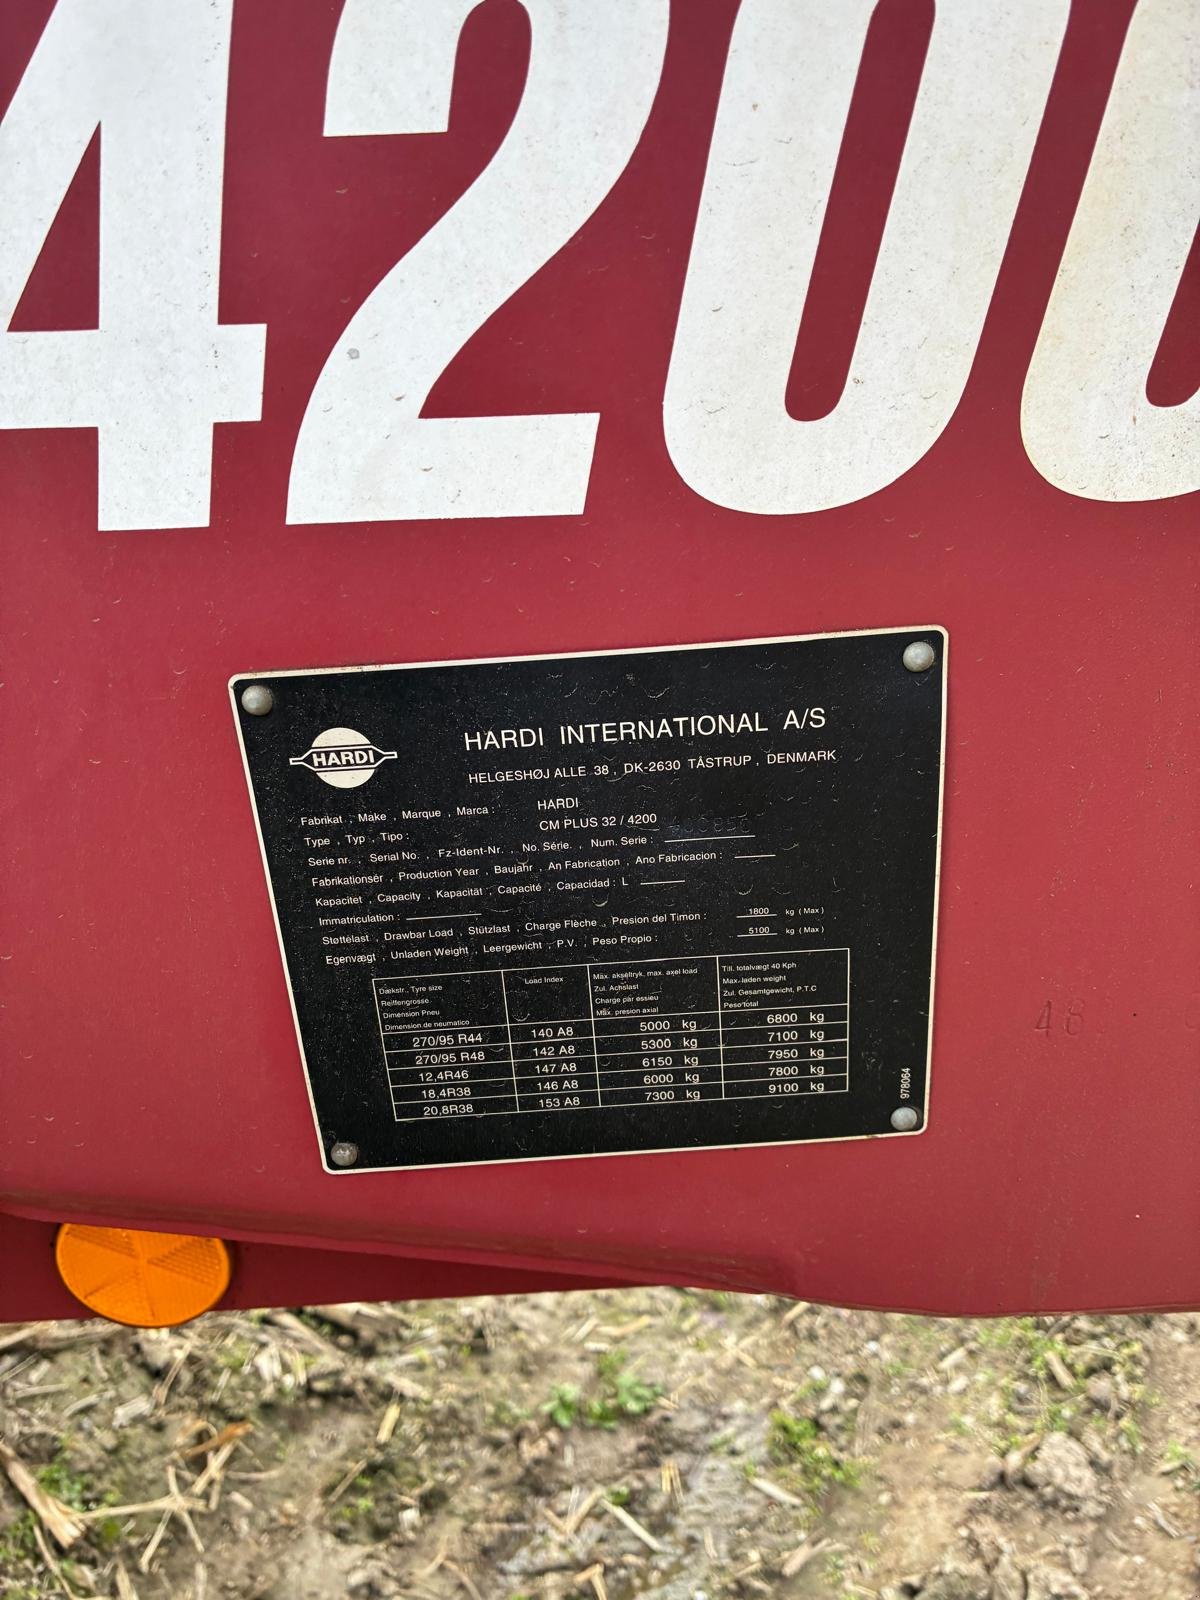 4200
HARDI
HARDI INTERNATIONAL A/S
HELGESHØJ ALLE 38 , DK-2630 TÅSTRUP , DENMARK
Fabrikat , Make , Marque , Marca : HARDI
Type , Typ , Tipo : CM PLUS 32 / 4200
Serie nr. , Serial No. , Fz-Ident-Nr. , No. Série. , Num. Serie :
Fabrikationsér , Production Year , Baujahr , An Fabrication , Ano Fabricacion :
Kapacitet , Capacity , Kapacität , Capacité , Capacidad : L
Immatriculation :
Støttelast , Drawbar Load , Stützlast , Charge Flèche , Presion del Timon : 1800 kg ( Max )
Egenvægt , Unladen Weight , Leergewicht , P.V. , Peso Propio : 5100 kg ( Max )
Dækstr., Tyre size
Reiffengrosse
Dimension Pneu
Dimension de neumatico
Load Index
Max. akseltryk, max. axel load
Zul. Achslast
Charge par essieu
Max. presion axial
Till. totalvægt 40 Kph
Max. laden weight
Zul. Gesamtgewicht, P.T.C
Peso total
270/95 R44 140 A8 5000 kg 6800 kg
270/95 R48 142 A8 5300 kg 7100 kg
12,4R46 147 A8 6150 kg 7950 kg
18,4R38 146 A8 6000 kg 7800 kg
20,8R38 153 A8 7300 kg 9100 kg
978064